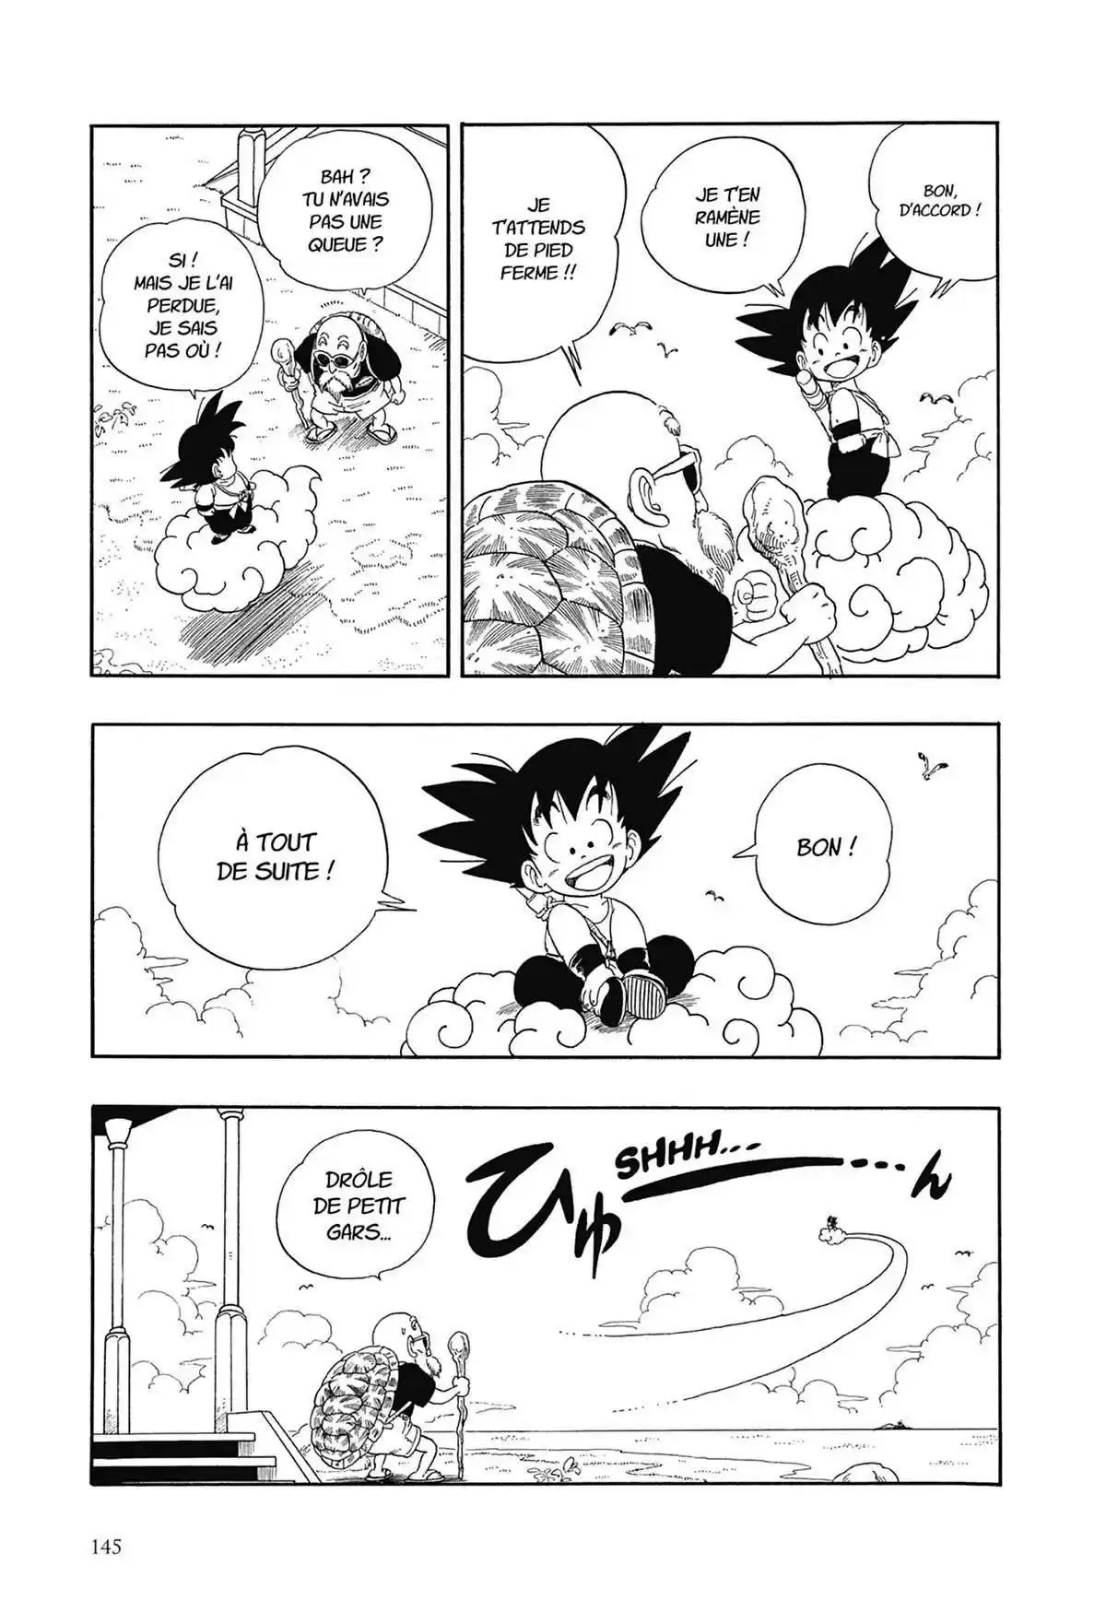 BON,
D'ACCORD !
JE T'EN
RAMÈNE
UNE !
JE
T'ATTENDS
DE PIED
FERME !!
BAH ?
TU N'AVAIS
PAS UNE
QUEUE ?
SI !
MAIS JE L'AI
PERDUE,
JE SAIS
PAS OÙ !
BON !
À TOUT
DE SUITE !
SHHH...
ひゅー…ん
DRÔLE
DE PETIT
GARS...
145